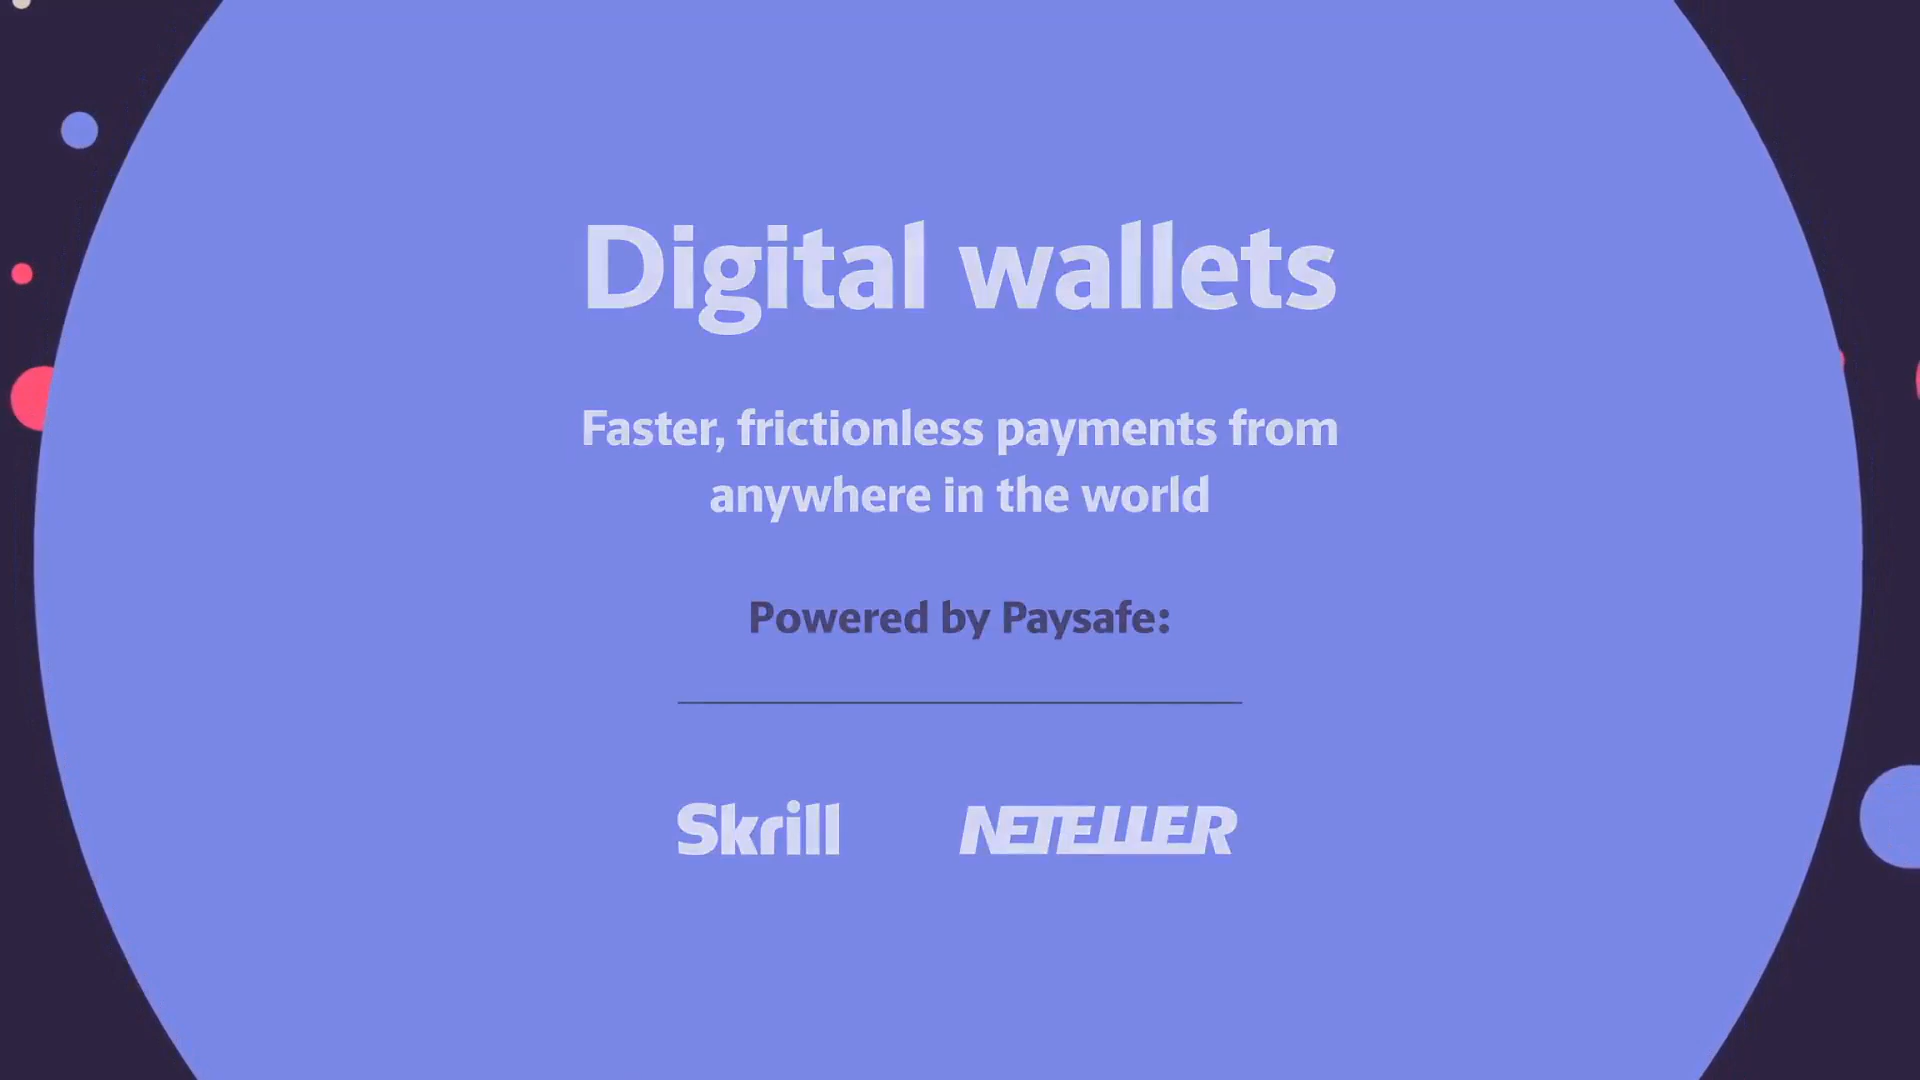 Digital wallets
Faster, frictionless payments from
anywhere in the world
Powered by Paysafe:
Skrill NETELLER